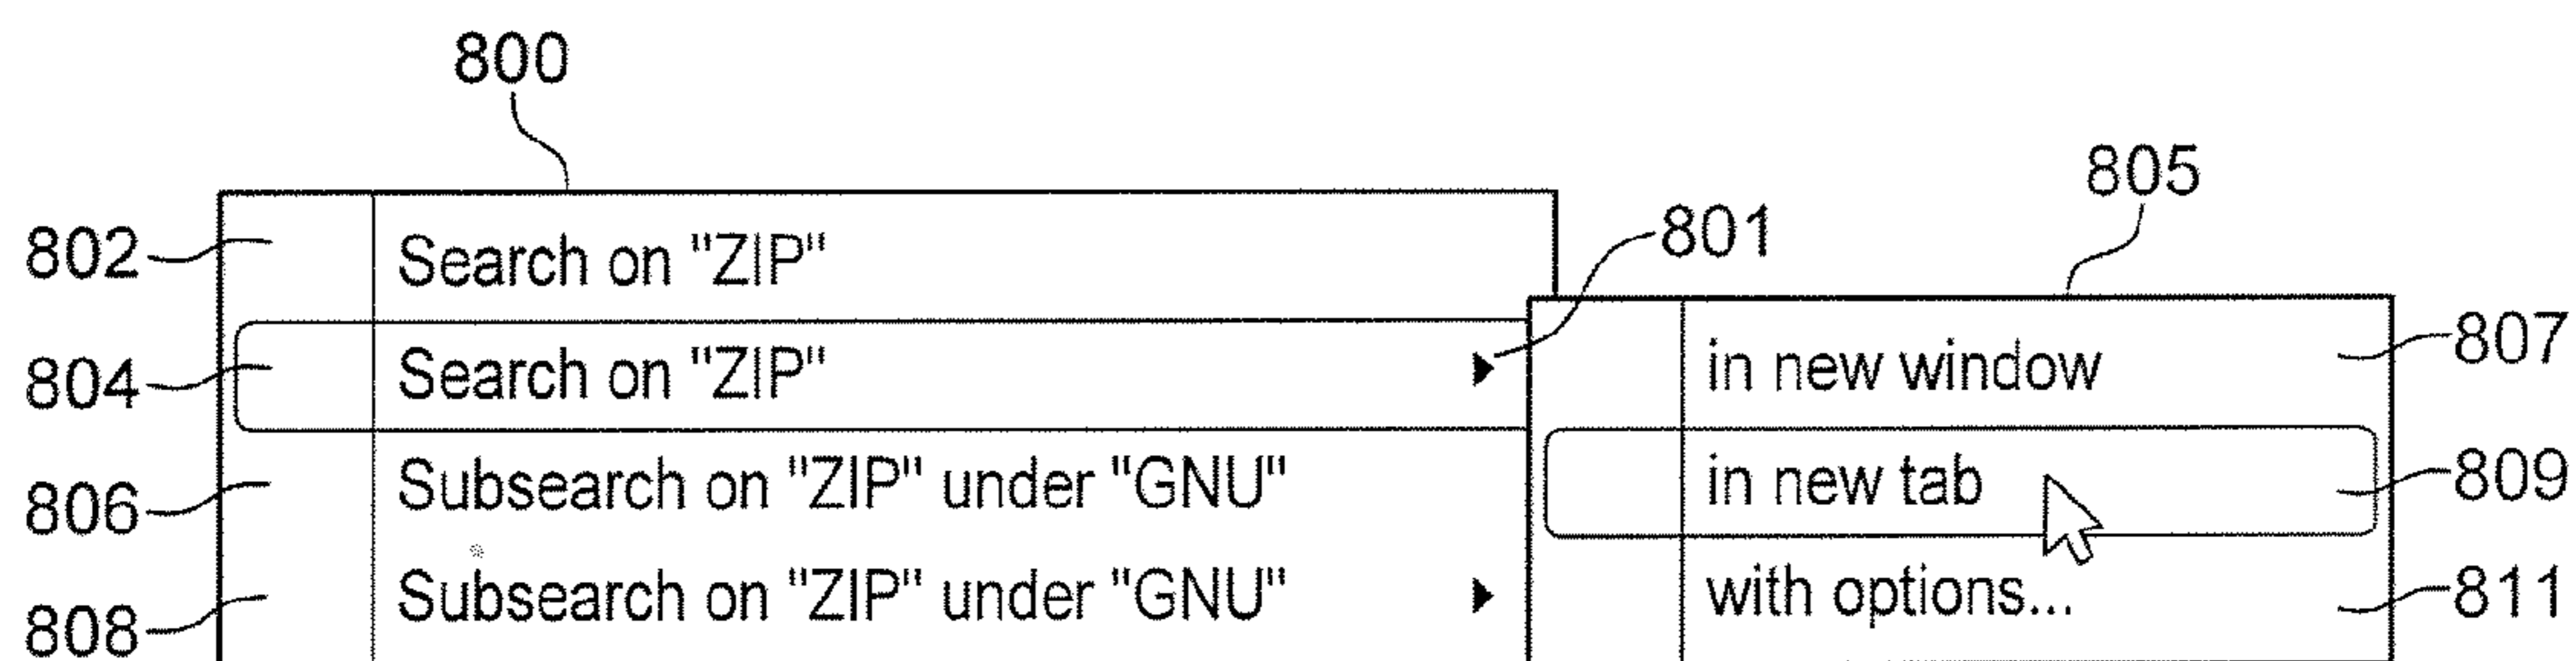 800
805
802 Search on "ZIP" 801
804 Search on "ZIP" in new window 807
806 Subsearch on "ZIP" under "GNU" in new tab 809
808 Subsearch on "ZIP" under "GNU" with options... 811